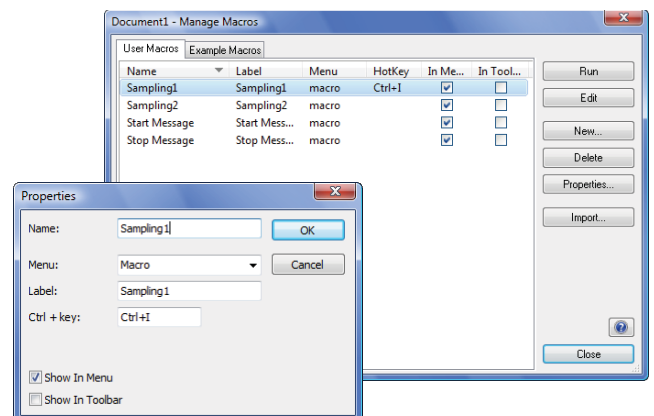 Document1 - Manage Macros
User Macros Example Macros
Name Label Menu HotKey In Me... In Tool...
Sampling1 Sampling1 macro Ctrl+I
Sampling2 Sampling2 macro
Start Message Start Mess... macro
Stop Message Stop Mess... macro
Run
Edit
New...
Delete
Properties...
Import...
Close
Properties
Name: Sampling1 OK
Menu: Macro Cancel
Label: Sampling1
Ctrl + key: Ctrl+I
Show In Menu
Show In Toolbar